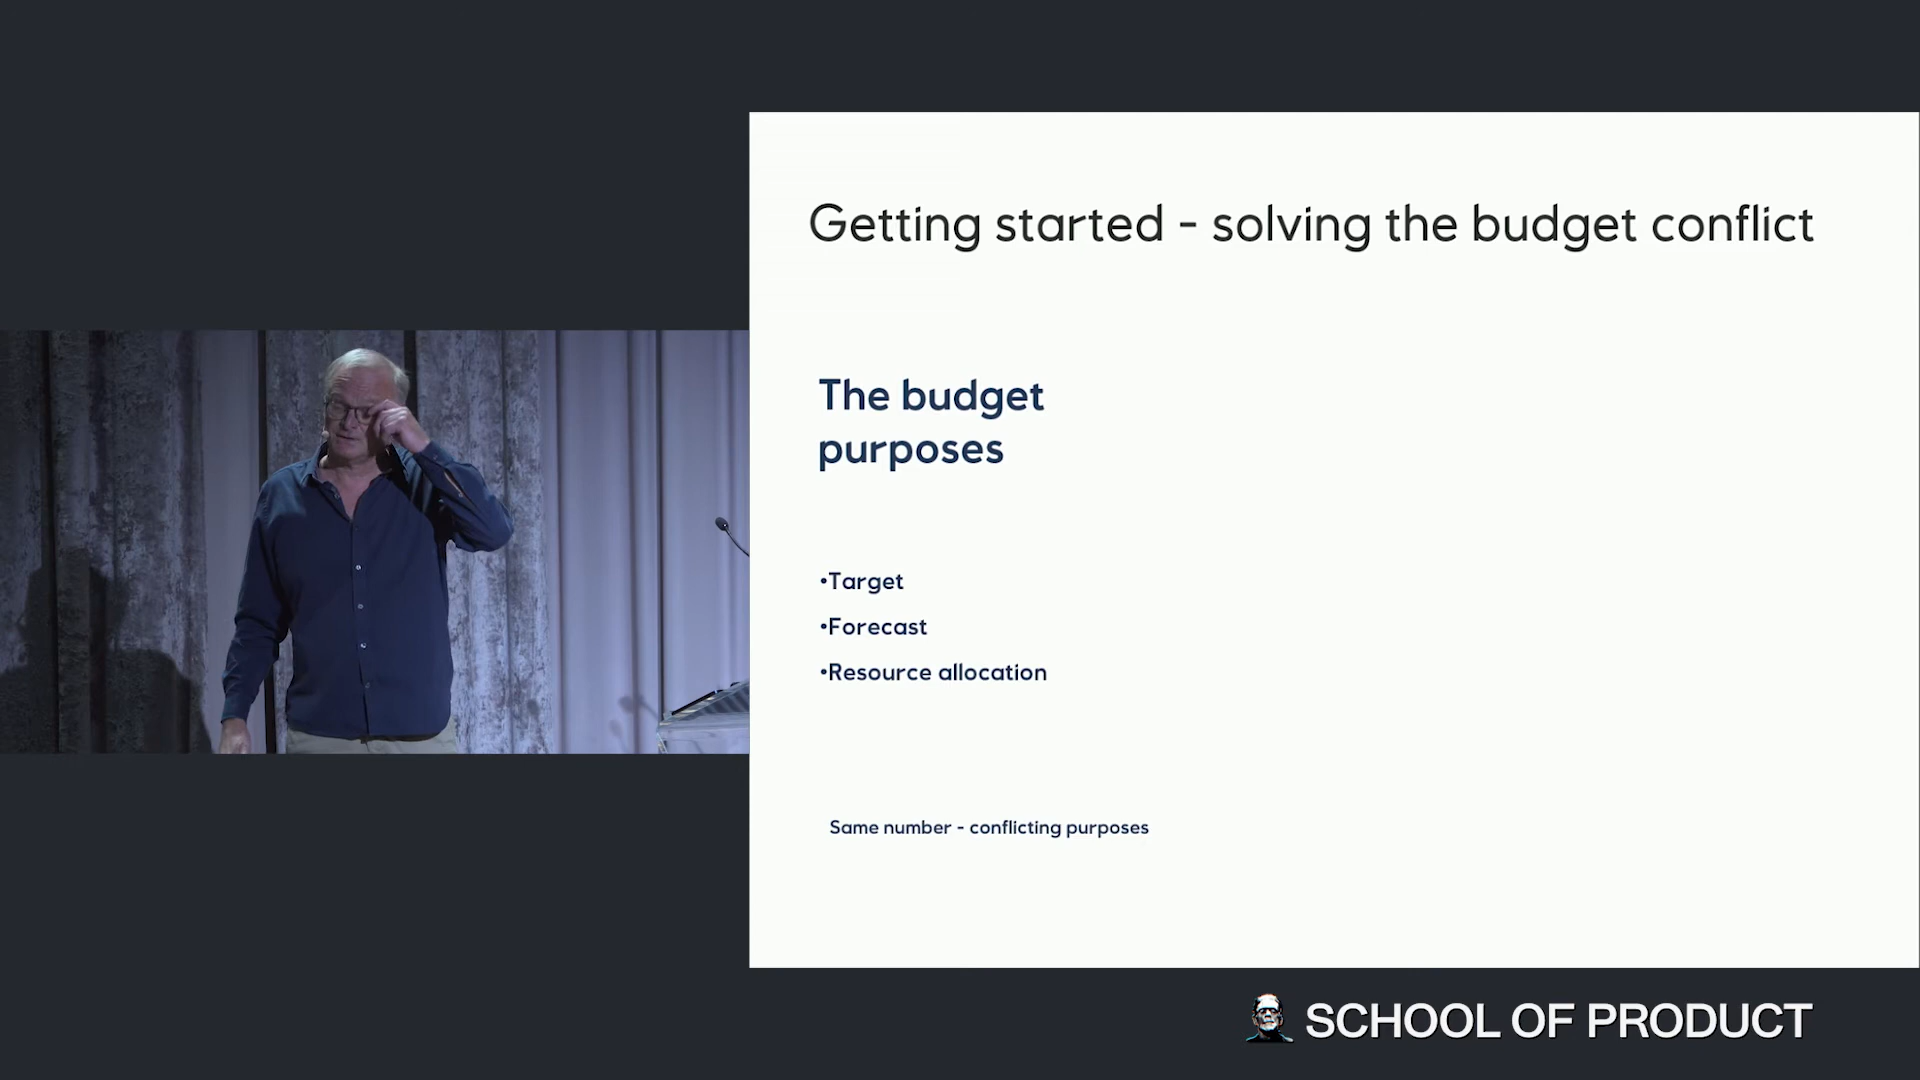 Getting started - solving the budget conflict
The budget
purposes
•Target
•Forecast
•Resource allocation
Same number - conflicting purposes
SCHOOL OF PRODUCT